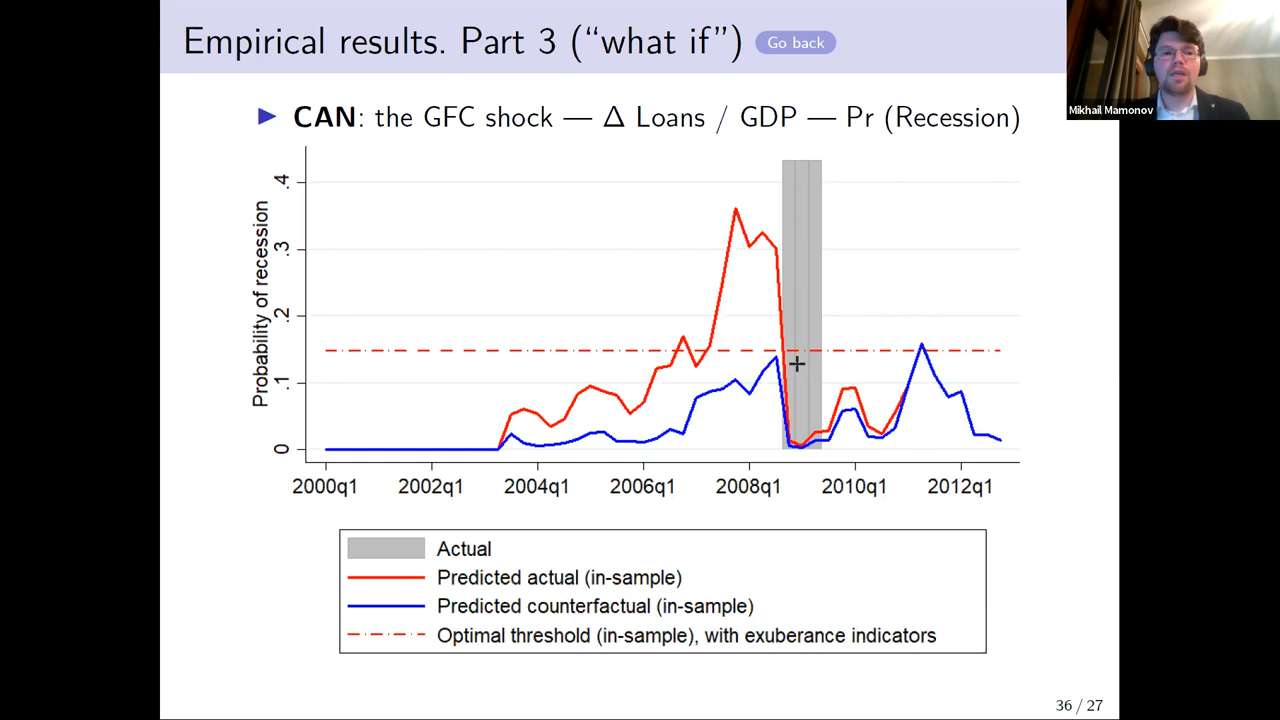 Empirical results. Part 3 (“what if”) Go back
Mikhail Mamonov
▶ CAN: the GFC shock — Δ Loans / GDP — Pr (Recession)
Probability of recession
.4
.3
.2
.1
0
2000q1 2002q1 2004q1 2006q1 2008q1 2010q1 2012q1
Actual
Predicted actual (in-sample)
Predicted counterfactual (in-sample)
Optimal threshold (in-sample), with exuberance indicators
36 / 27